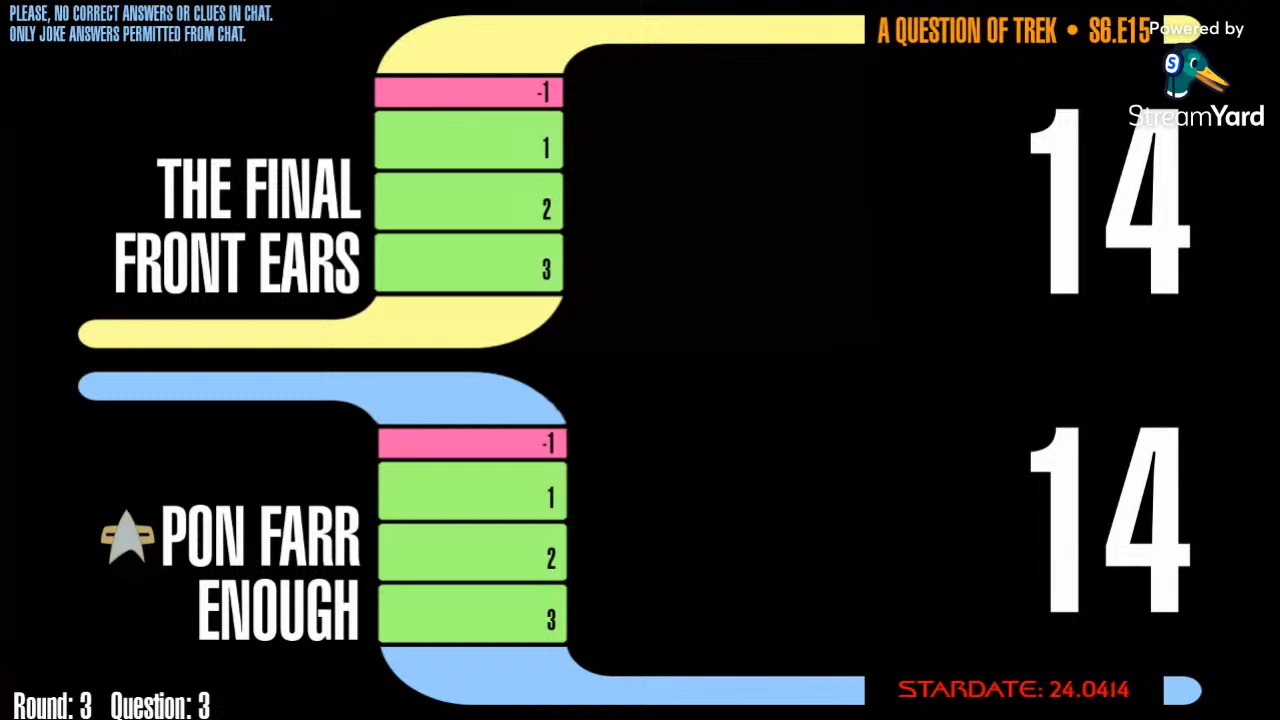 PLEASE, NO CORRECT ANSWERS OR CLUES IN CHAT.
ONLY JOKE ANSWERS PERMITTED FROM CHAT.
A QUESTION OF TREK • S6.E15
Powered by
S
StreamYard
-1
1
2
3
THE FINAL
FRONT EARS
14
-1
1
2
3
PON FARR
ENOUGH
14
STARDATE: 24.0414
Round: 3 Question: 3